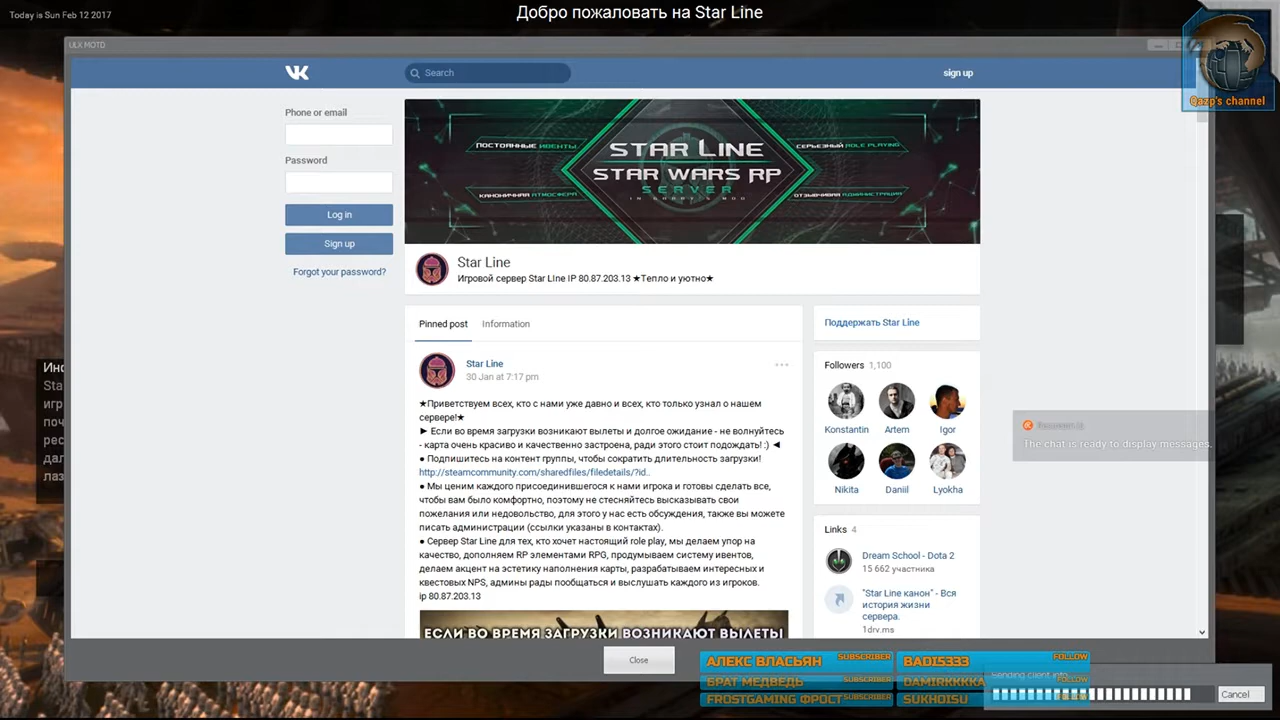 Today is Sun Feb 12 2017
Добро пожаловать на Star Line
ULX MOTD
Qazp's channel
Search
sign up
Phone or email
Password
Log in
Sign up
Forgot your password?
ПОСТОЯННЫЕ ИВЕНТЫ
СЕРЬЕЗНЫЙ ROLE PLAYING
STAR LINE
STAR WARS RP
SERVER
IN GARRY'S MOD
КАНОНИЧНАЯ АТМОСФЕРА
ОТЗЫВЧИВАЯ АДМИНИСТРАЦИЯ
Star Line
Игровой сервер Star LIne IP 80.87.203.13 ★Тепло и уютно★
Pinned post
Information
Star Line
30 Jan at 7:17 pm
★Приветствуем всех, кто с нами уже давно и всех, кто только узнал о нашем
сервере!★
► Если во время загрузки возникают вылеты и долгое ожидание - не волнуйтесь
- карта очень красиво и качественно застроена, ради этого стоит подождать! :) ◄
● Подпишитесь на контент группы, чтобы сократить длительность загрузки!
http://steamcommunity.com/sharedfiles/filedetails/?id..
● Мы ценим каждого присоединившегося к нами игрока и готовы сделать все,
чтобы вам было комфортно, поэтому не стесняйтесь высказывать свои
пожелания или недовольство, для этого у нас есть обсуждения, также вы можете
писать администрации (ссылки указаны в контактах).
● Сервер Star Line для тех, кто хочет настоящий role play, мы делаем упор на
качество, дополняем RP элементами RPG, продумываем систему ивентов,
делаем акцент на эстетику наполнения карты, разрабатываем интересных и
квестовых NPS, админы рады пообщаться и выслушать каждого из игроков.
ip 80.87.203.13
ЕСЛИ ВО ВРЕМЯ ЗАГРУЗКИ ВОЗНИКАЮТ ВЫЛЕТЫ
Поддержать Star Line
Followers 1,100
Konstantin
Artem
Igor
Nikita
Daniil
Lyokha
Links 4
Dream School - Dota 2
15 662 участника
"Star Line канон" - Вся
история жизни
сервера.
1drv.ms
The chat is ready to display messages.
Close
АЛЕКС ВЛАСЬЯН SUBSCRIBER
БРАТ МЕДВЕДЬ SUBSCRIBER
FROSTGAMING ФРОСТ SUBSCRIBER
BADI5333 FOLLOW
DAMIRKKKKA FOLLOW
SUKHOISU
Sending client info
Cancel